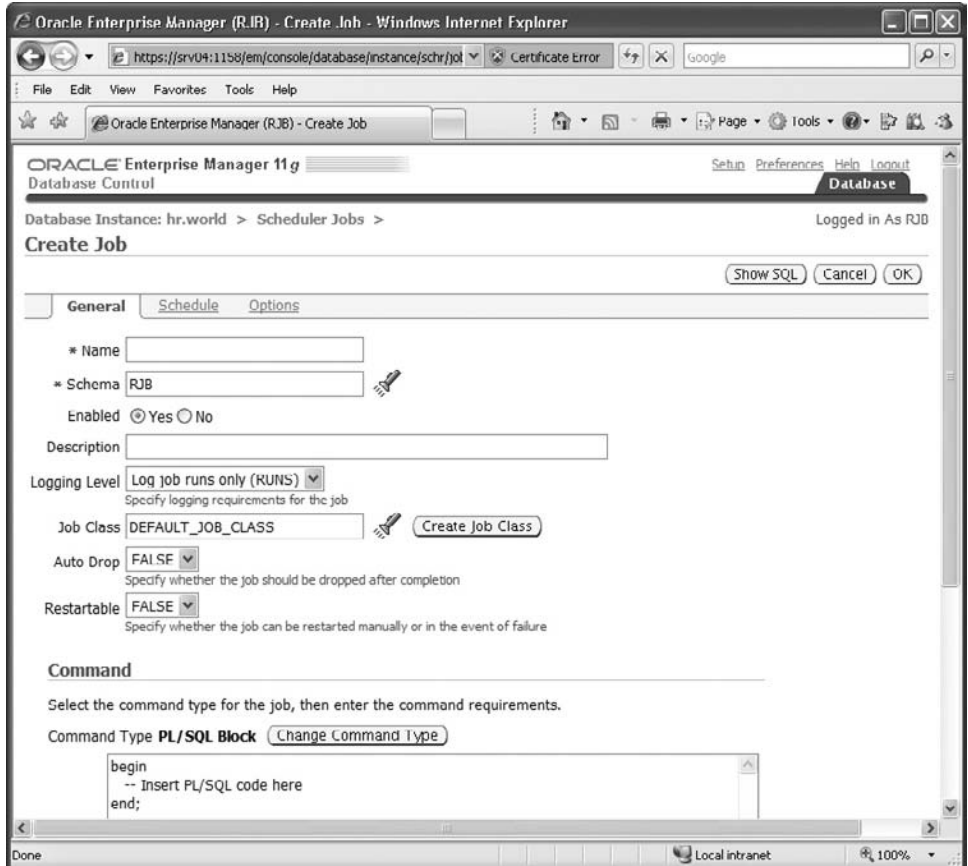 Oracle Enterprise Manager (RJB) - Create Job - Windows Internet Explorer
https://srv04:1158/em/console/database/instance/schr/jol Certificate Error Google
File Edit View Favorites Tools Help
Oracle Enterprise Manager (RJB) - Create Job Page Tools
ORACLE Enterprise Manager 11g Setup Preferences Help Logout
Database Control Database
Database Instance: hr.world > Scheduler Jobs > Logged in As RJB
Create Job
Show SQL Cancel OK
General Schedule Options
* Name
* Schema RJB
Enabled Yes No
Description
Logging Level Log job runs only (RUNS)
Specify logging requirements for the job
Job Class DEFAULT_JOB_CLASS Create Job Class
Auto Drop FALSE
Specify whether the job should be dropped after completion
Restartable FALSE
Specify whether the job can be restarted manually or in the event of failure
Command
Select the command type for the job, then enter the command requirements.
Command Type PL/SQL Block Change Command Type
begin
-- Insert PL/SQL code here
end;
Done Local intranet 100%